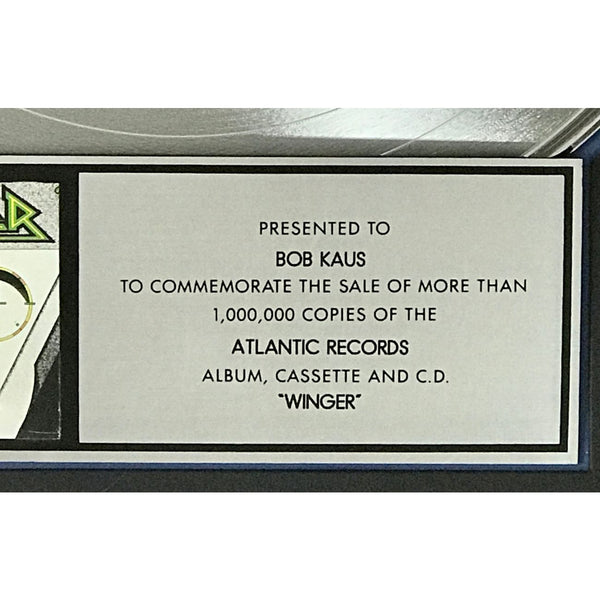 PRESENTED TO
BOB KAUS
TO COMMEMORATE THE SALE OF MORE THAN
1,000,000 COPIES OF THE
ATLANTIC RECORDS
ALBUM, CASSETTE AND C.D.
"WINGER"